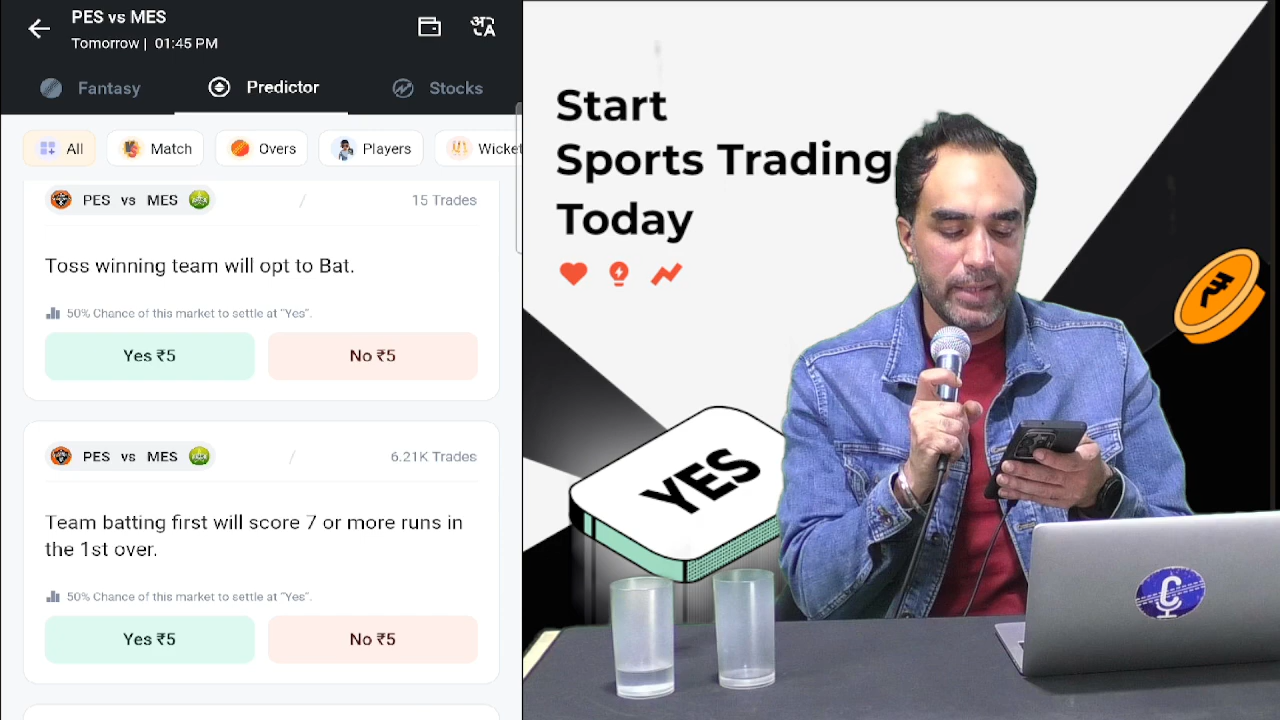 PES vs MES
Tomorrow | 01:45 PM
अ A
Fantasy
Predictor
Stocks
All
Match
Overs
Players
Wicket
PES vs MES
15 Trades
Toss winning team will opt to Bat.
50% Chance of this market to settle at "Yes".
Yes ₹5
No ₹5
PES vs MES
6.21K Trades
Team batting first will score 7 or more runs in
the 1st over.
50% Chance of this market to settle at "Yes".
Yes ₹5
No ₹5
Start
Sports Trading
Today
₹
YES
C